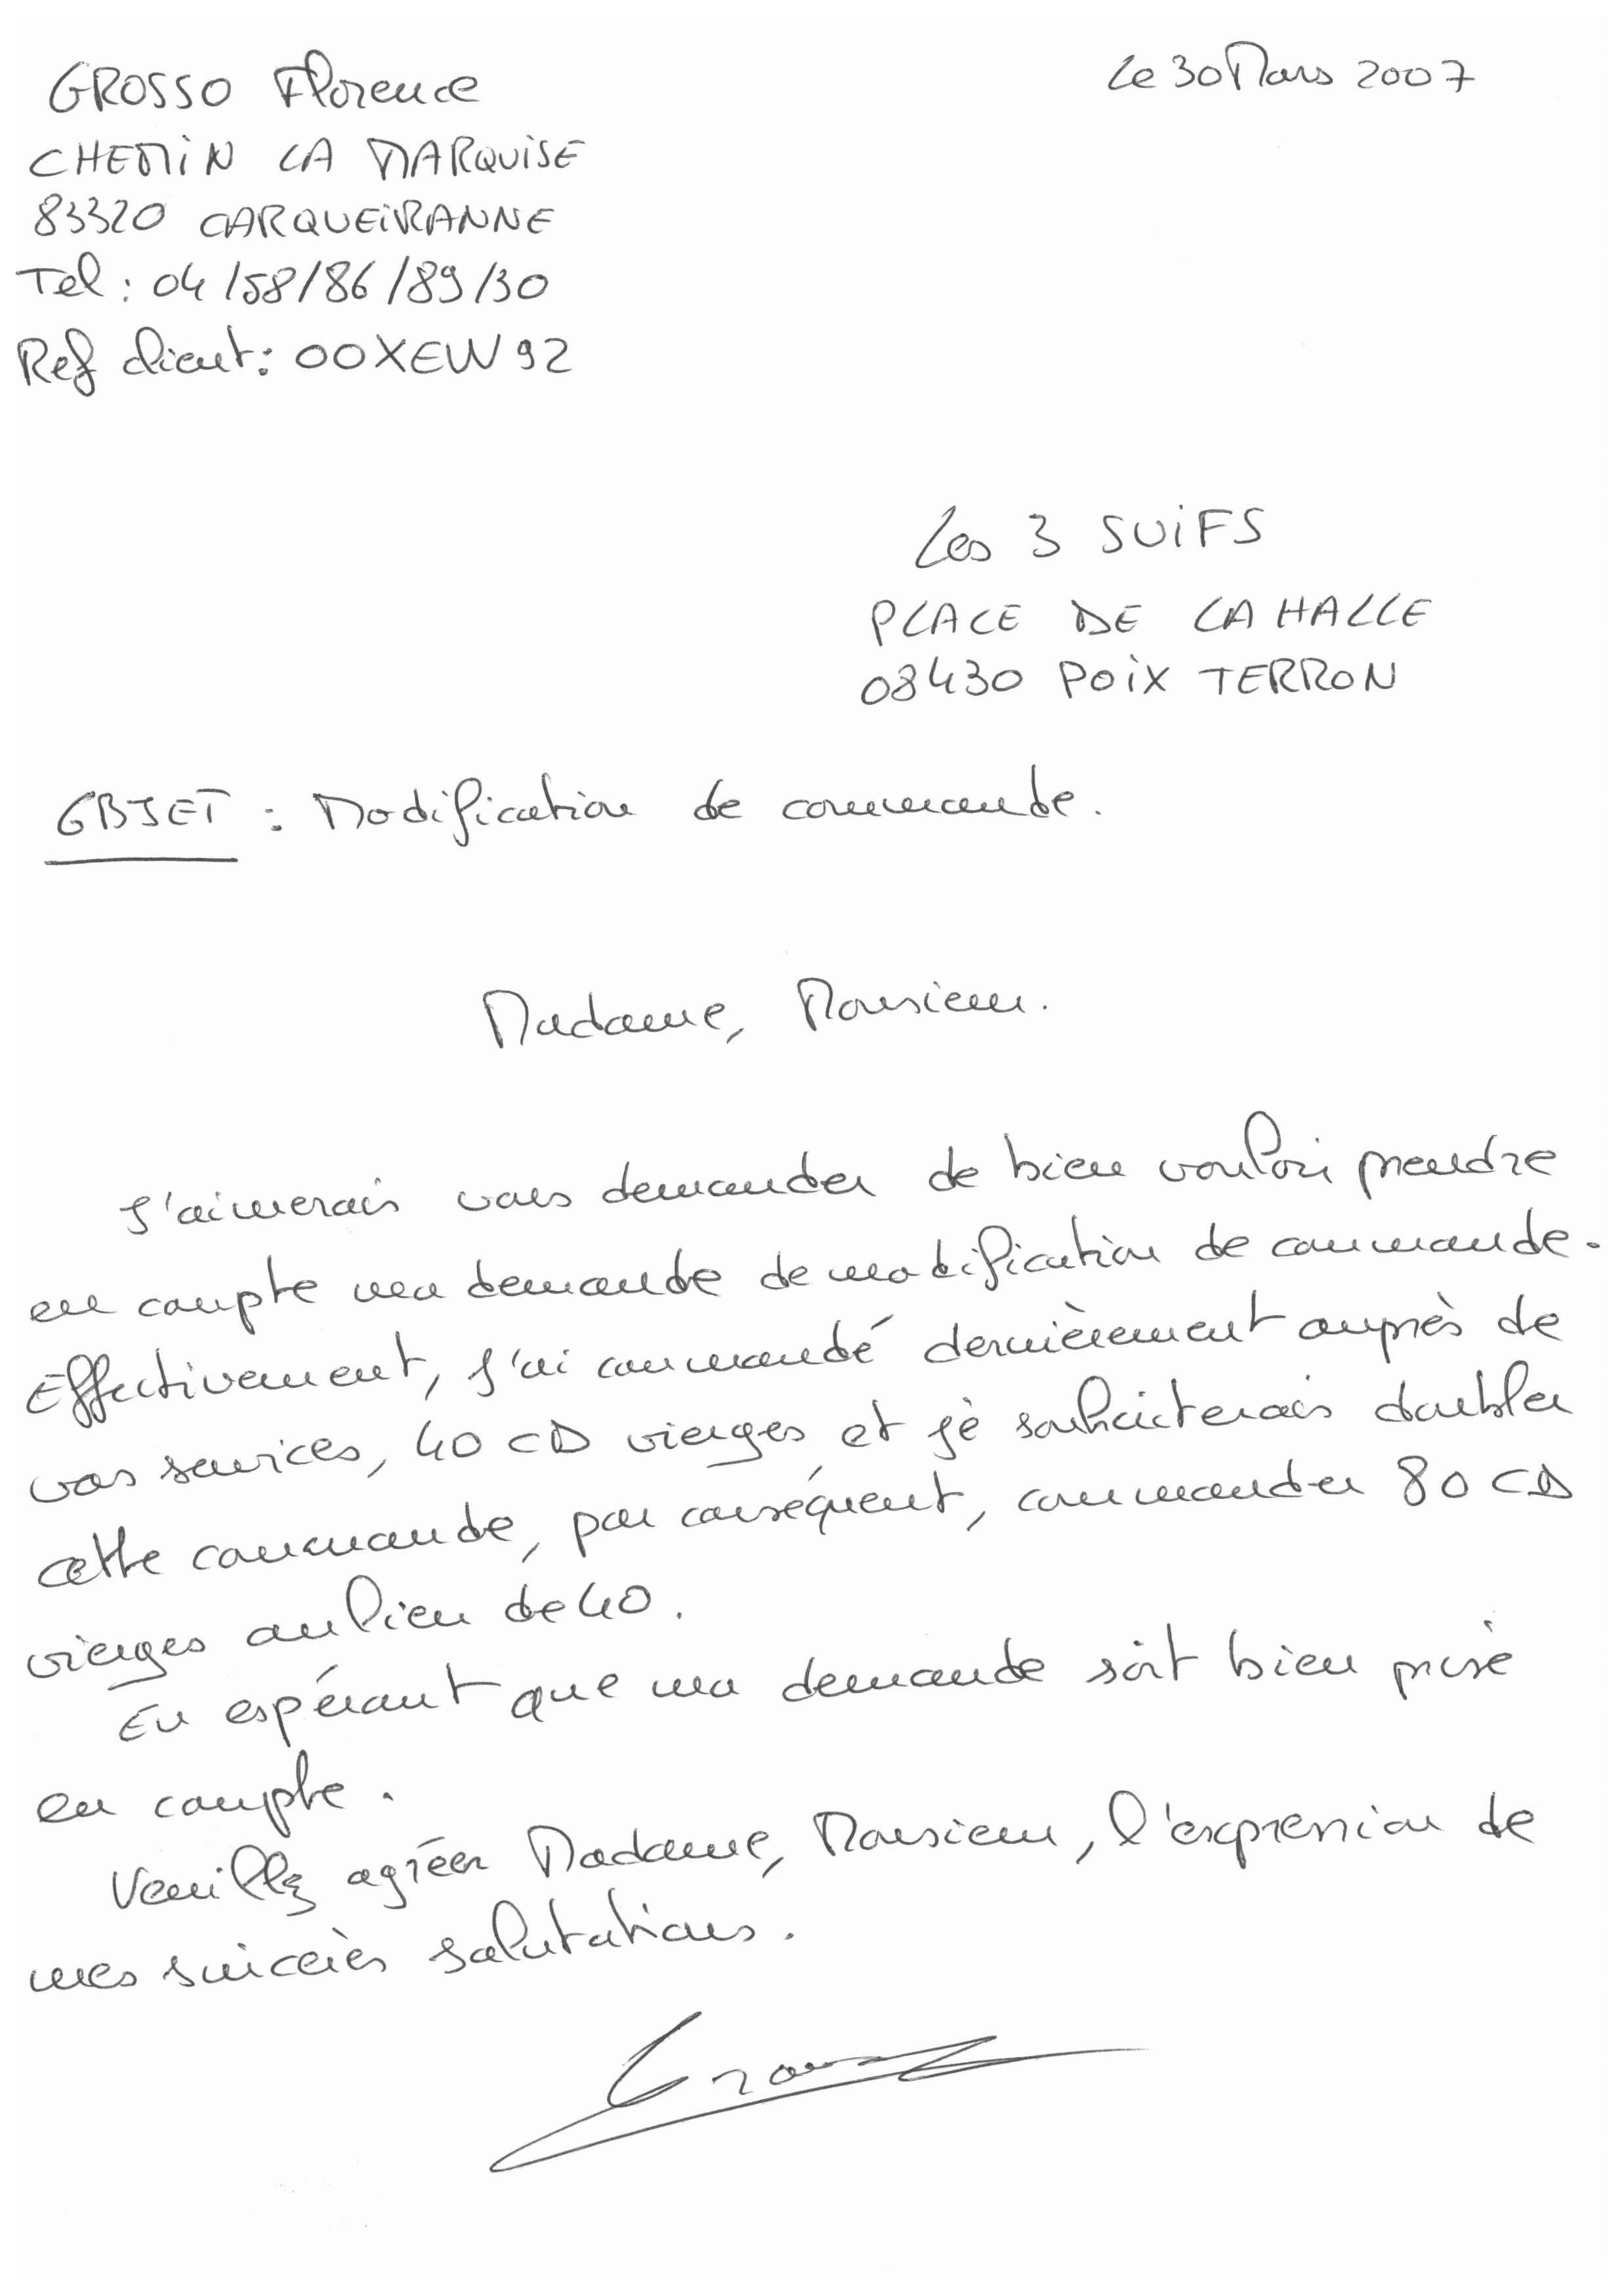 GROSSO Florence
Le 30 Mars 2007
CHEMIN LA MARQUISE
83320 CARQUEIRANNE
Tel : 04/58/86/89/30
Ref client : 00XEW92
Les 3 SUIFS
PLACE DE LA HALLE
08430 POIX TERRON
OBJET : Modification de commande.
Madame, Monsieur.
J'aimerais vous demander de bien vouloir prendre
en compte ma demande de modification de commande.
Effectivement, j'ai commandé dernièrement auprès de
vos services, 40 CD vierges et je souhaiterais doubler
cette commande, par conséquent, commander 80 CD
vierges au lieu de 40.
En espérant que ma demande soit bien prise
en compte.
Veuillez agréer Madame, Monsieur, l'expression de
mes sincères salutations.